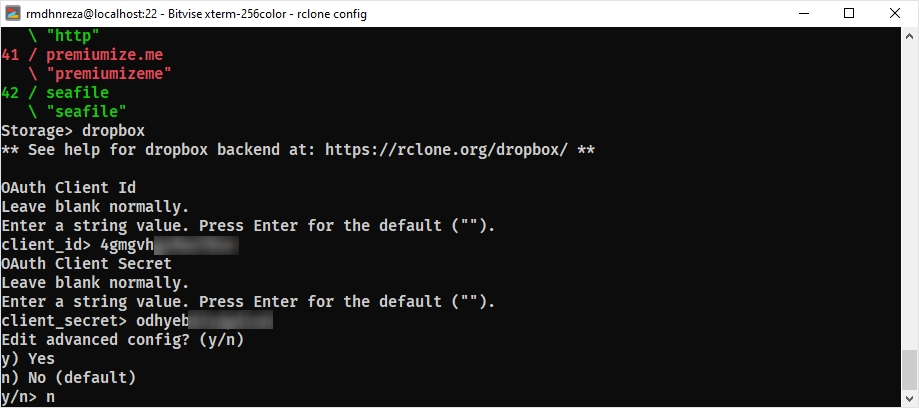 rmdhnreza@localhost:22 - Bitvise xterm-256color - rclone config
\ "http"
41 / premiumize.me
\ "premiumizeme"
42 / seafile
\ "seafile"
Storage> dropbox
** See help for dropbox backend at: https://rclone.org/dropbox/ **
OAuth Client Id
Leave blank normally.
Enter a string value. Press Enter for the default ("").
client_id> 4gmgvh
OAuth Client Secret
Leave blank normally.
Enter a string value. Press Enter for the default ("").
client_secret> odhyeb
Edit advanced config? (y/n)
y) Yes
n) No (default)
y/n> n